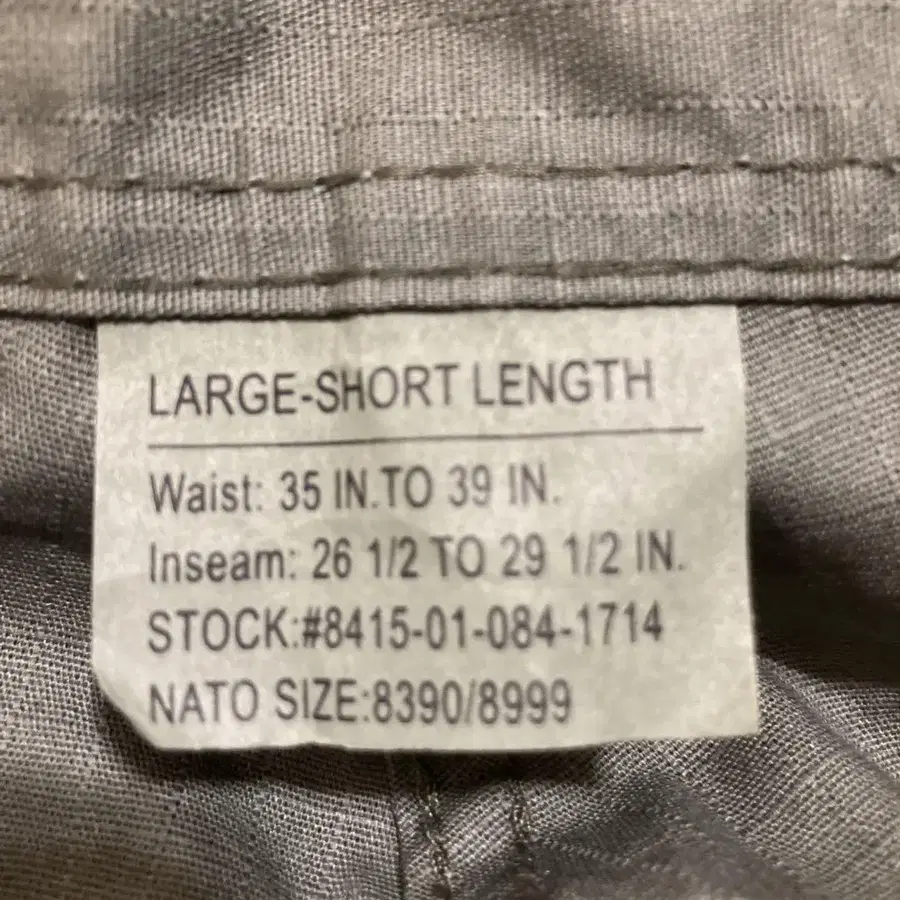 LARGE-SHORT LENGTH
Waist: 35 IN.TO 39 IN.
Inseam: 26 1/2 TO 29 1/2 IN.
STOCK:#8415-01-084-1714
NATO SIZE:8390/8999